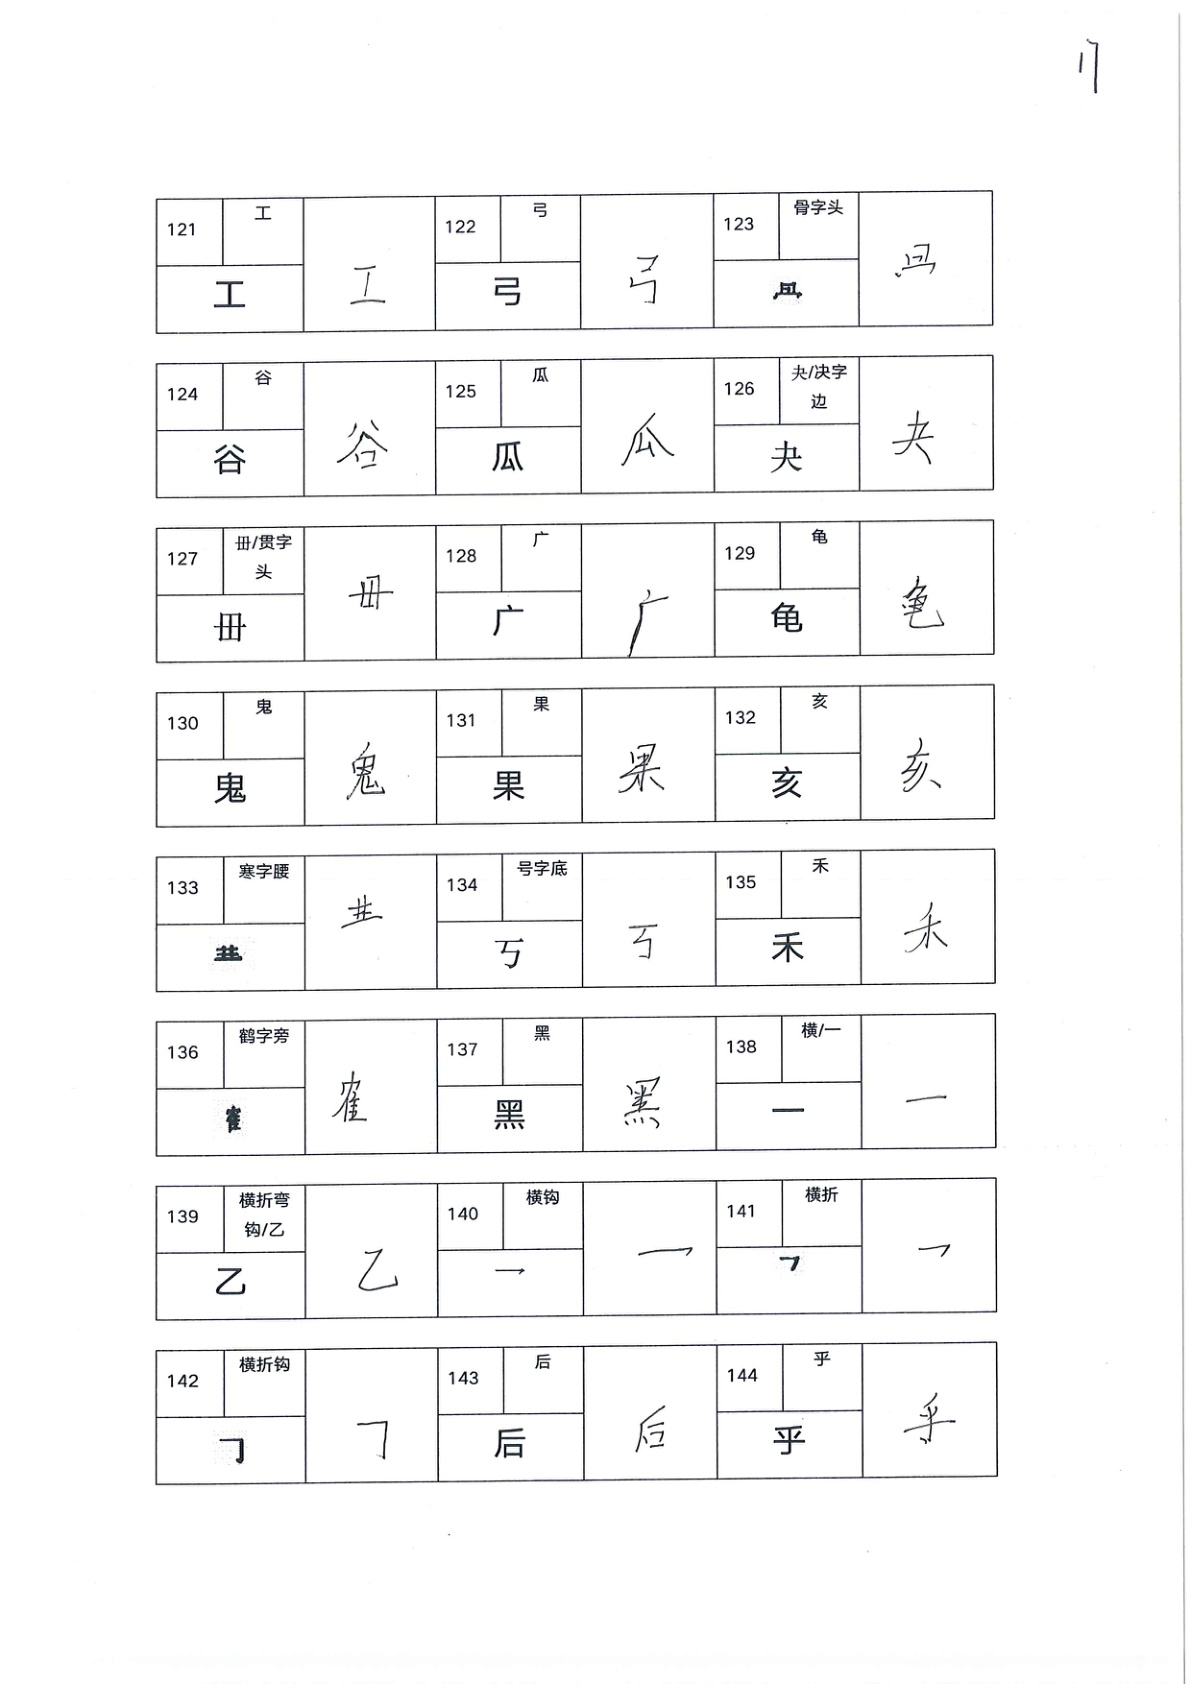 17
121 工
工 工
122 弓
弓 弓
123 骨字头
124 谷
谷 谷
125 瓜
瓜 瓜
126 夬/决字
边
夬 夬
127 毌/贯字
头
毌 毌
128 广
广 广
129 龟
龟 龟
130 鬼
鬼 鬼
131 果
果 果
132 亥
亥 亥
133 寒字腰
134 号字底
丂 丂
135 禾
禾 禾
136 鹤字旁
隺 隺
137 黑
黑 黑
138 横/一
一 一
139 横折弯
钩/乙
乙 乙
140 横钩
乛 乛
141 横折
𠃍 𠃍
142 横折钩
𠃌 𠃌
143 后
后 后
144 乎
乎 乎